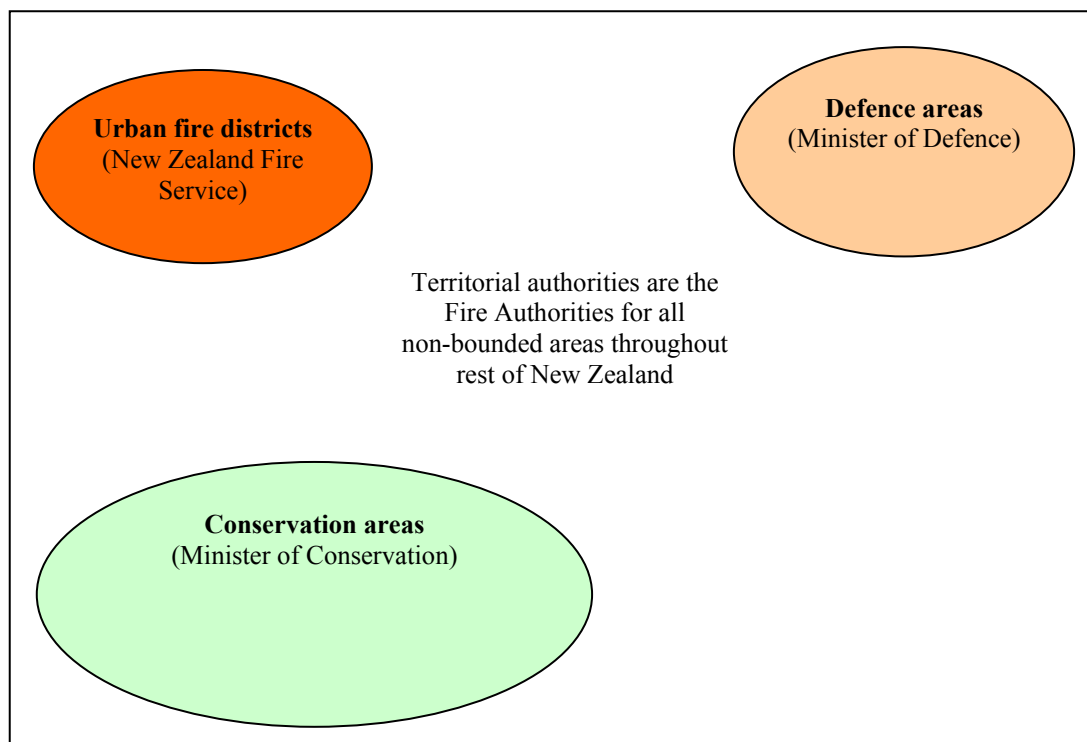 Urban fire districts
(New Zealand Fire
Service)
Defence areas
(Minister of Defence)
Territorial authorities are the
Fire Authorities for all
non-bounded areas throughout
rest of New Zealand
Conservation areas
(Minister of Conservation)